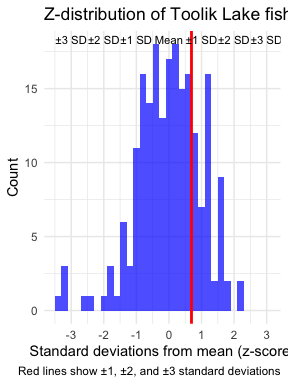 Z-distribution of Toolik Lake fish
±3 SD ±2 SD ±1 SD Mean ±1 SD ±2 SD ±3 SD
15
10
5
0
Count
-3 -2 -1 0 1 2 3
Standard deviations from mean (z-score
Red lines show ±1, ±2, and ±3 standard deviations